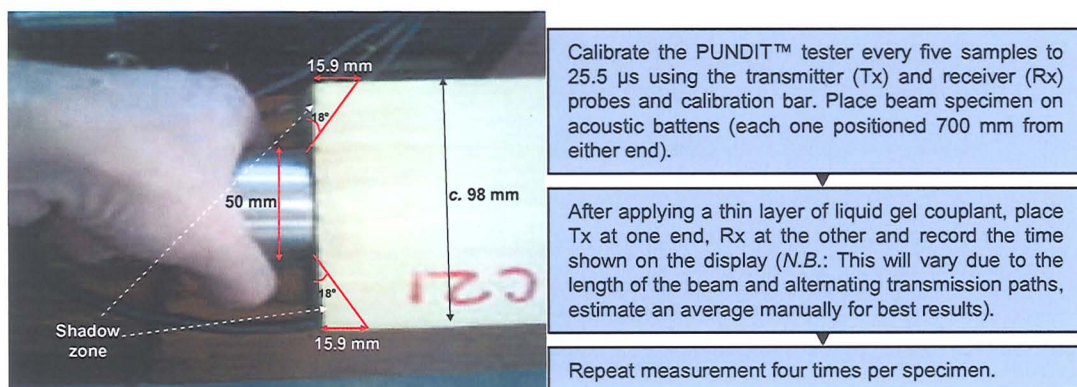 15.9 mm
18°
50 mm
c. 98 mm
C21
18°
Shadow
zone
15.9 mm
Calibrate the PUNDIT™ tester every five samples to
25.5 µs using the transmitter (Tx) and receiver (Rx)
probes and calibration bar. Place beam specimen on
acoustic battens (each one positioned 700 mm from
either end).
After applying a thin layer of liquid gel couplant, place
Tx at one end, Rx at the other and record the time
shown on the display (N.B.: This will vary due to the
length of the beam and alternating transmission paths,
estimate an average manually for best results).
Repeat measurement four times per specimen.